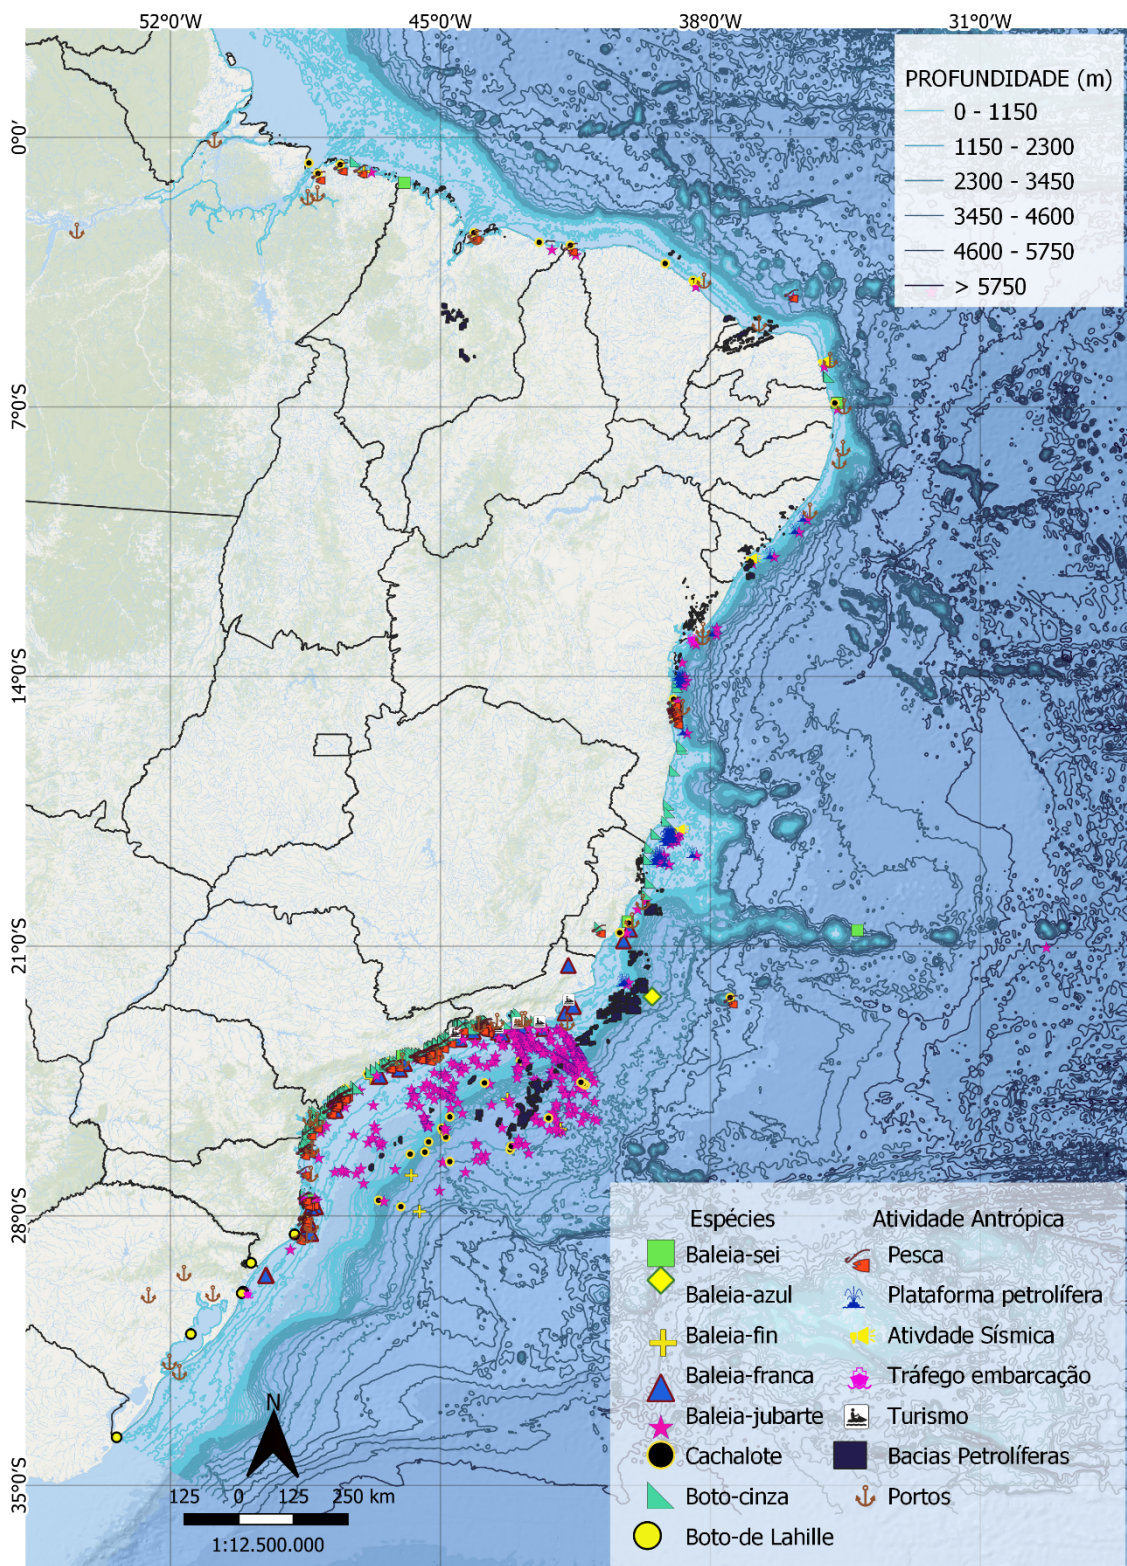 52°0'W 45°0'W 38°0'W 31°0'W
PROFUNDIDADE (m)
0 - 1150
1150 - 2300
2300 - 3450
3450 - 4600
4600 - 5750
> 5750
0°0'
7°0'S
14°0'S
21°0'S
28°0'S
35°0'S
Espécies Atividade Antrópica
Baleia-sei Pesca
Baleia-azul Plataforma petrolífera
Baleia-fin Ativdade Sísmica
Baleia-franca Tráfego embarcação
Baleia-jubarte Turismo
Cachalote Bacias Petrolíferas
Boto-cinza Portos
Boto-de Lahille
N
125 0 125 250 km
1:12.500.000